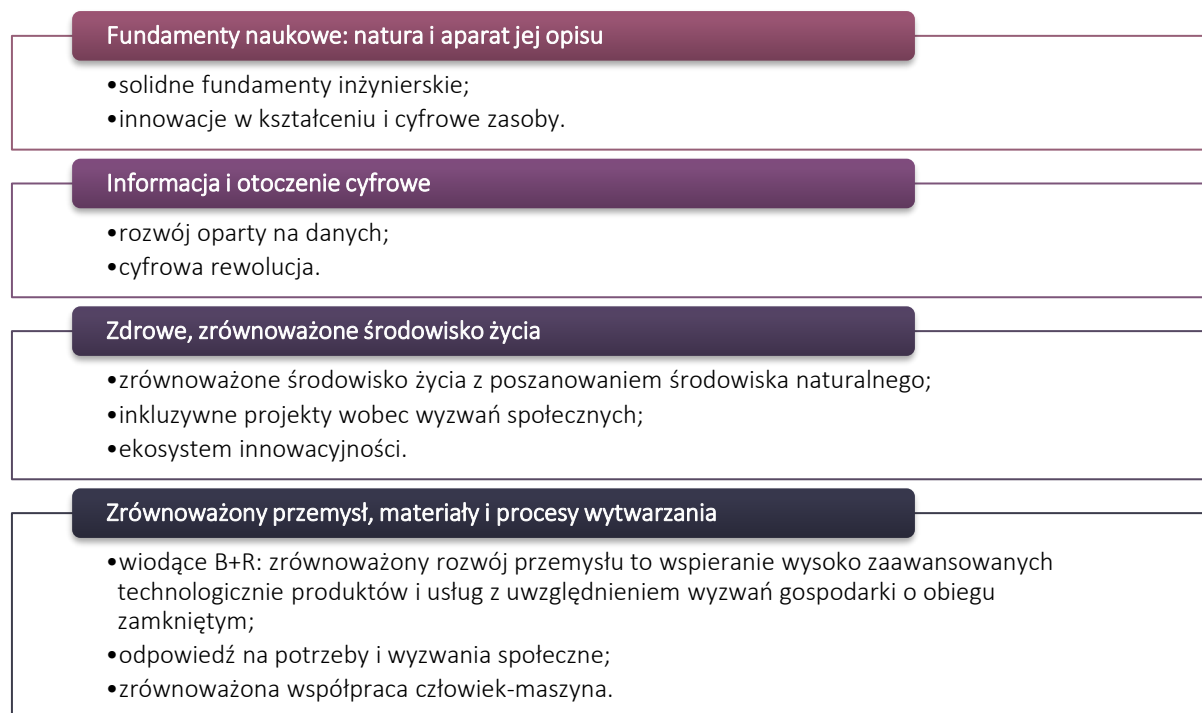 Fundamenty naukowe: natura i aparat jej opisu
•solidne fundamenty inżynierskie;
•innowacje w kształceniu i cyfrowe zasoby.
Informacja i otoczenie cyfrowe
•rozwój oparty na danych;
•cyfrowa rewolucja.
Zdrowe, zrównoważone środowisko życia
•zrównoważone środowisko życia z poszanowaniem środowiska naturalnego;
•inkluzywne projekty wobec wyzwań społecznych;
•ekosystem innowacyjności.
Zrównoważony przemysł, materiały i procesy wytwarzania
•wiodące B+R: zrównoważony rozwój przemysłu to wspieranie wysoko zaawansowanych
technologicznie produktów i usług z uwzględnieniem wyzwań gospodarki o obiegu
zamkniętym;
•odpowiedź na potrzeby i wyzwania społeczne;
•zrównoważona współpraca człowiek-maszyna.